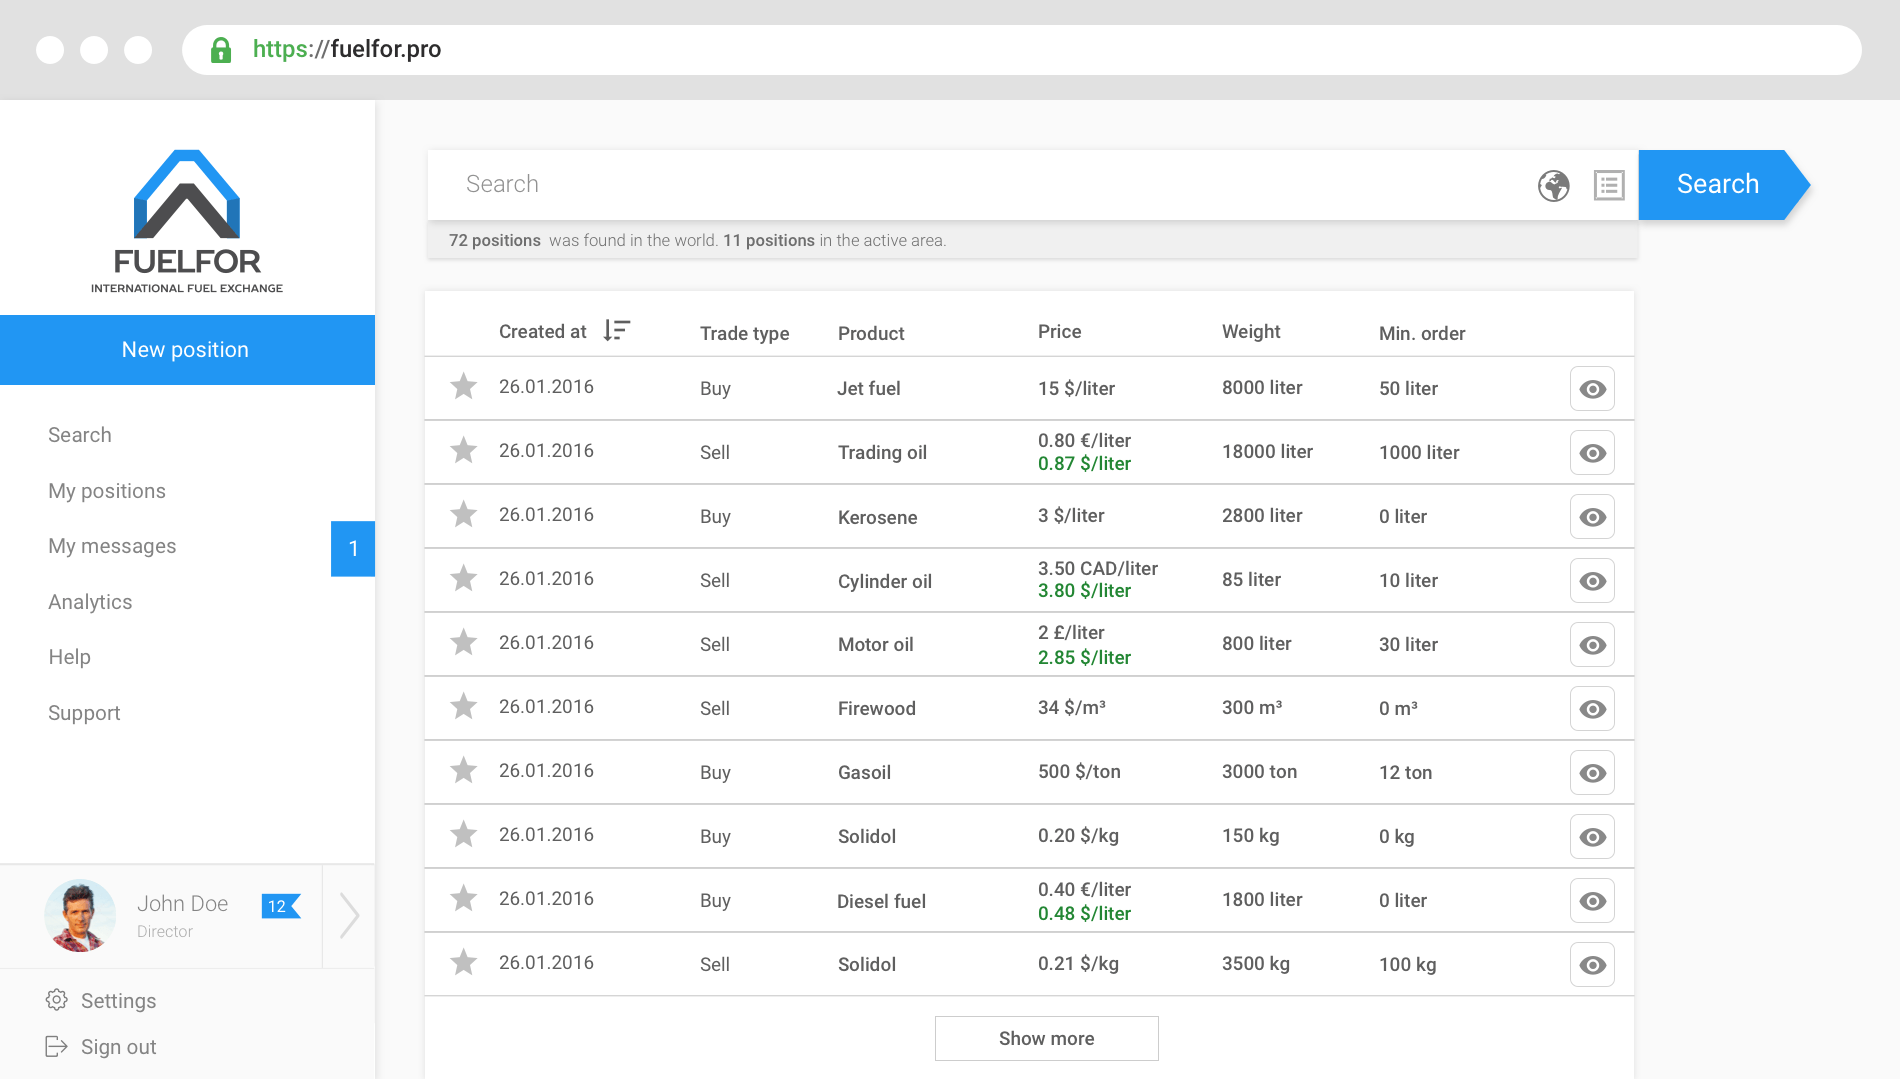 https://fuelfor.pro
FUELFOR
INTERNATIONAL FUEL EXCHANGE
New position
Search
My positions
My messages 1
Analytics
Help
Support
John Doe 12
Director
Settings
Sign out
Search Search
72 positions was found in the world. 11 positions in the active area.
Created at Trade type Product Price Weight Min. order
26.01.2016 Buy Jet fuel 15 $/liter 8000 liter 50 liter
26.01.2016 Sell Trading oil 0.80 €/liter 18000 liter 1000 liter
0.87 $/liter
26.01.2016 Buy Kerosene 3 $/liter 2800 liter 0 liter
26.01.2016 Sell Cylinder oil 3.50 CAD/liter 85 liter 10 liter
3.80 $/liter
26.01.2016 Sell Motor oil 2 £/liter 800 liter 30 liter
2.85 $/liter
26.01.2016 Sell Firewood 34 $/m³ 300 m³ 0 m³
26.01.2016 Buy Gasoil 500 $/ton 3000 ton 12 ton
26.01.2016 Buy Solidol 0.20 $/kg 150 kg 0 kg
26.01.2016 Buy Diesel fuel 0.40 €/liter 1800 liter 0 liter
0.48 $/liter
26.01.2016 Sell Solidol 0.21 $/kg 3500 kg 100 kg
Show more